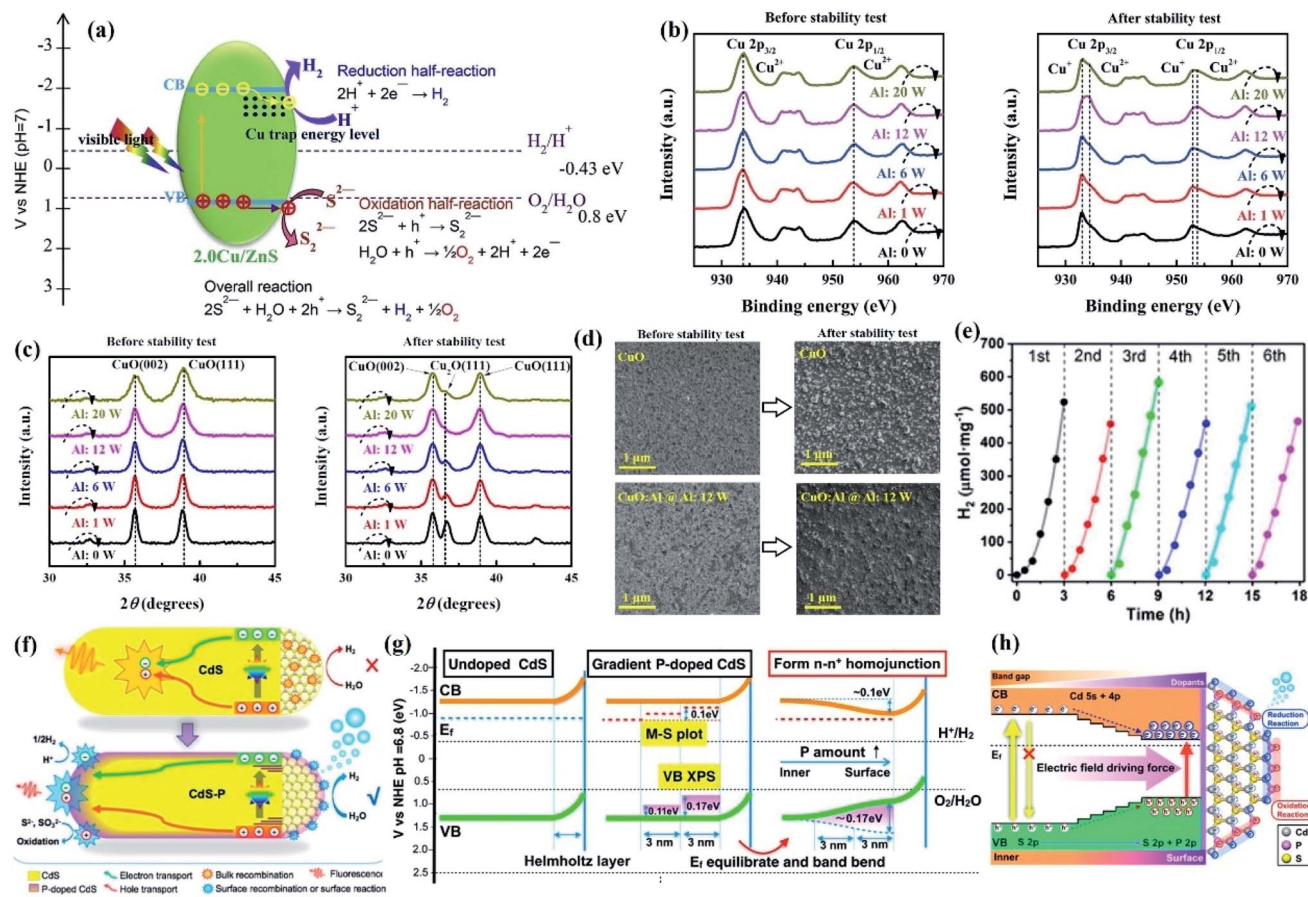 (a)
V vs NHE (pH=7)
-3
-2
-1
0
1
2
3
CB
VB
visible light
H₂
Reduction half-reaction
2H⁺ + 2e⁻ → H₂
H⁺
Cu trap energy level
H₂/H⁺
-0.43 eV
S²⁻
O₂/H₂O
0.8 eV
Oxidation half-reaction
2S²⁻ + h⁺ → S₂²⁻
S₂²⁻
H₂O + h⁺ → ½O₂ + 2H⁺ + 2e⁻
2.0Cu/ZnS
Overall reaction
2S²⁻ + H₂O + 2h⁺ → S₂²⁻ + H₂ + ½O₂
(b)
Before stability test
Cu 2p₃/₂
Cu 2p₁/₂
Cu²⁺
Cu²⁺
Al: 20 W
Al: 12 W
Al: 6 W
Al: 1 W
Al: 0 W
Intensity (a.u.)
930 940 950 960 970
Binding energy (eV)
After stability test
Cu 2p₃/₂
Cu 2p₁/₂
Cu⁺ Cu²⁺ Cu⁺ Cu²⁺
Al: 20 W
Al: 12 W
Al: 6 W
Al: 1 W
Al: 0 W
Intensity (a.u.)
930 940 950 960 970
Binding energy (eV)
(c)
Before stability test
CuO(002) CuO(111)
Al: 20 W
Al: 12 W
Al: 6 W
Al: 1 W
Al: 0 W
Intensity (a.u.)
30 35 40 45
2θ (degrees)
After stability test
CuO(002) Cu₂O(111) CuO(111)
Al: 20 W
Al: 12 W
Al: 6 W
Al: 1 W
Al: 0 W
Intensity (a.u.)
30 35 40 45
2θ (degrees)
(d)
Before stability test
After stability test
CuO
1 μm
CuO
1 μm
CuO:Al @ Al: 12 W
1 μm
CuO:Al @ Al: 12 W
1 μm
(e)
1st 2nd 3rd 4th 5th 6th
700
600
500
400
300
200
100
0
H₂ (μmol·mg⁻¹)
0 3 6 9 12 15 18
Time (h)
(f)
CdS
H₂
H₂O
1/2H₂
H⁺
CdS-P
H₂
H₂O
S²⁻, SO₃²⁻
Oxidation
CdS
Electron transport
Bulk recombination
Fluorescence
P-doped CdS
Hole transport
Surface recombination or surface reaction
(g)
Undoped CdS
Gradient P-doped CdS
Form n-n⁺ homojunction
V vs NHE pH =6.8 (eV)
-2.0
-1.5
-1.0
-0.5
0.0
0.5
1.0
1.5
2.0
2.5
CB
E_f
VB
0.1eV
M-S plot
VB XPS
0.11eV
0.17eV
3 nm
3 nm
Helmholtz layer
~0.1eV
H⁺/H₂
P amount ↑
Inner Surface
O₂/H₂O
~0.17eV
3 nm
3 nm
E_f equilibrate and band bend
(h)
Band gap
Dopants
CB
Cd 5s + 4p
E_f
Electric field driving force
Reduction
Reaction
Oxidation
Reaction
VB
S 2p
S 2p + P 2p
Inner
Surface
Cd
P
S